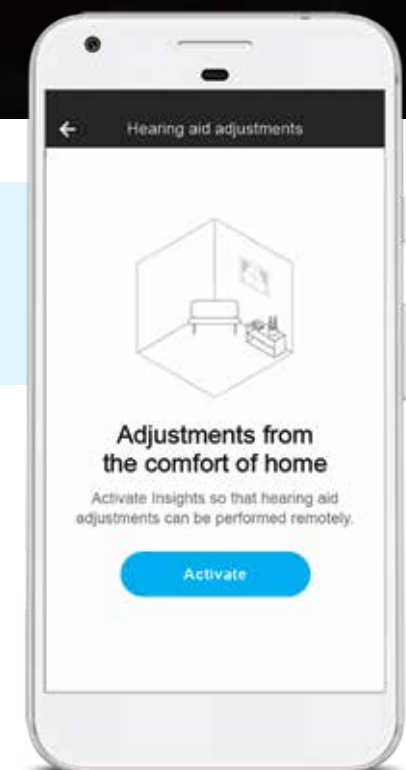 Hearing aid adjustments
Adjustments from
the comfort of home
Activate Insights so that hearing aid
adjustments can be performed remotely.
Activate